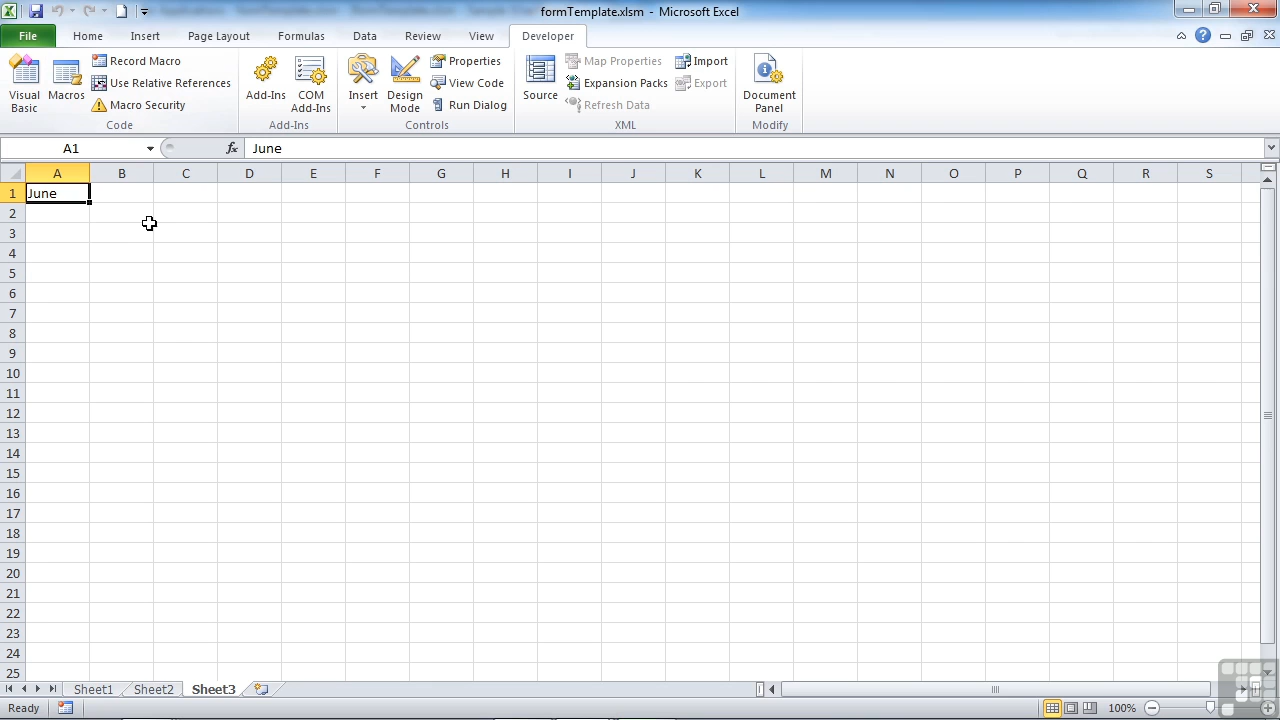 formTemplate.xlsm - Microsoft Excel
File Home Insert Page Layout Formulas Data Review View Developer
Visual Basic
Macros
Record Macro
Use Relative References
Macro Security
Code
Add-Ins
COM Add-Ins
Add-Ins
Insert
Design Mode
Properties
View Code
Run Dialog
Controls
Source
Map Properties
Expansion Packs
Refresh Data
Import
Export
XML
Document Panel
Modify
A1 fx June
A B C D E F G H I J K L M N O P Q R S
1 June
2
3
4
5
6
7
8
9
10
11
12
13
14
15
16
17
18
19
20
21
22
23
24
25
Sheet1 Sheet2 Sheet3
Ready 100%